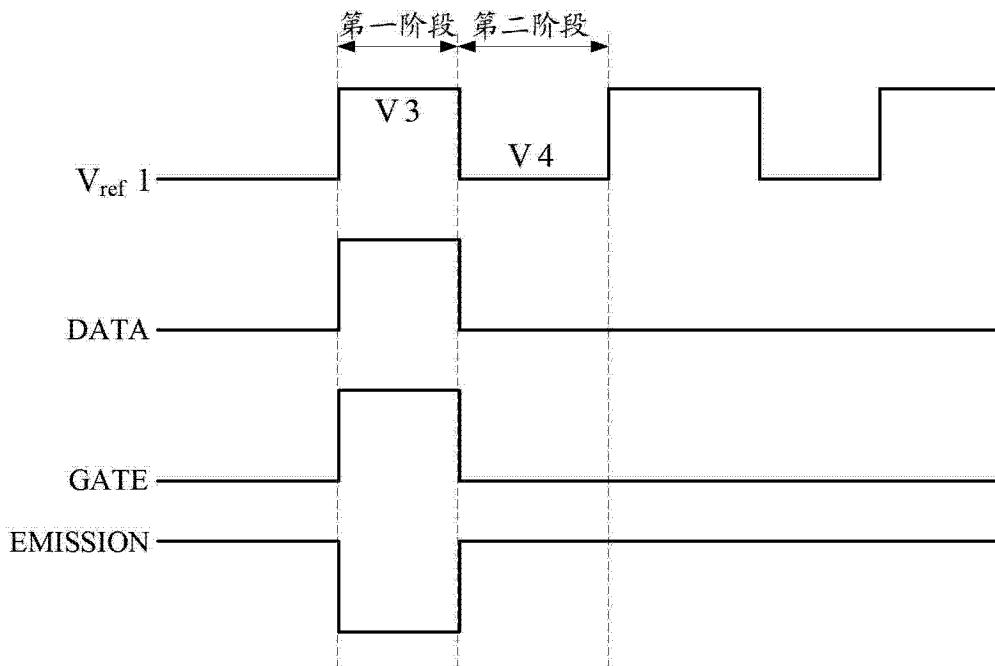 第一阶段 第二阶段
V3
V4
Vref 1
DATA
GATE
EMISSION